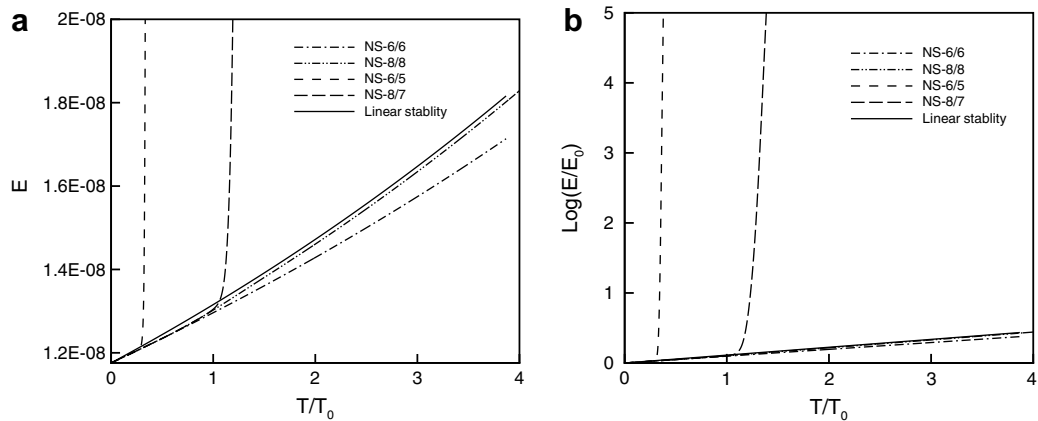 a
2E-08
1.8E-08
1.6E-08
1.4E-08
1.2E-08
E
NS-6/6
NS-8/8
NS-6/5
NS-8/7
Linear stablity
0 1 2 3 4
T/T0
b
5
4
3
2
1
0
Log(E/E0)
NS-6/6
NS-8/8
NS-6/5
NS-8/7
Linear stablity
0 1 2 3 4
T/T0